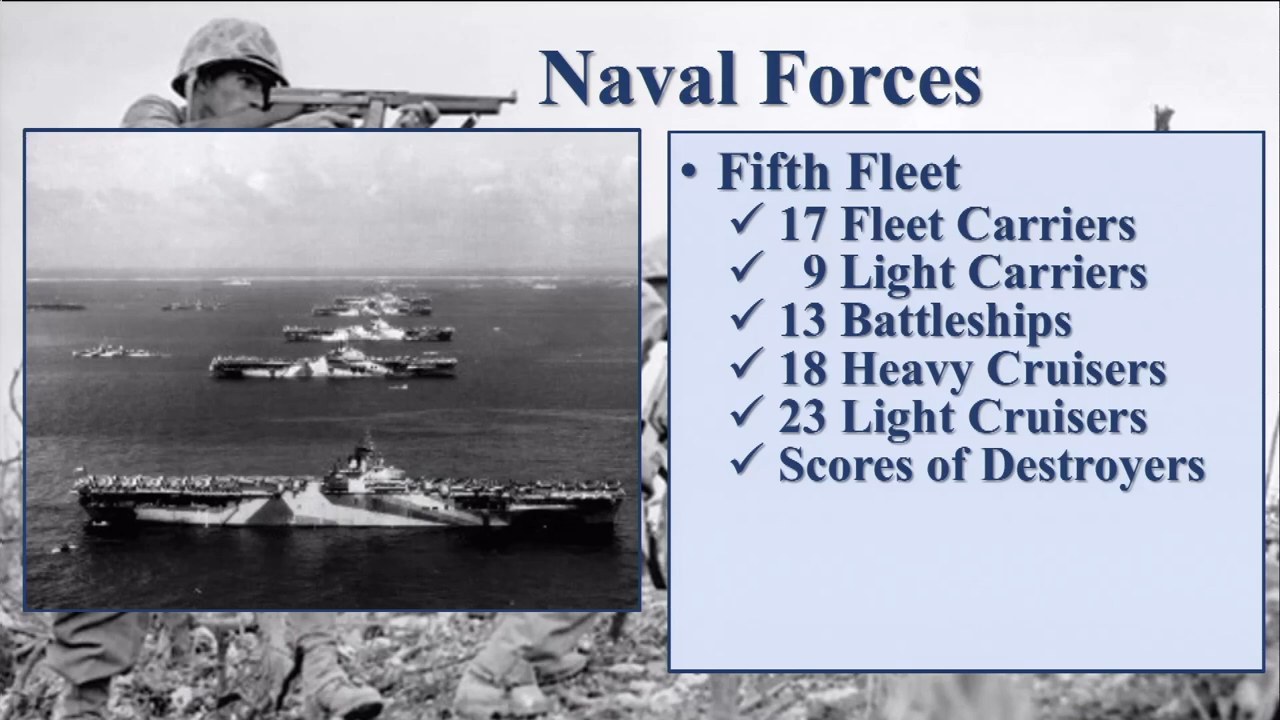 Naval Forces
• Fifth Fleet
✓ 17 Fleet Carriers
✓ 9 Light Carriers
✓ 13 Battleships
✓ 18 Heavy Cruisers
✓ 23 Light Cruisers
✓ Scores of Destroyers